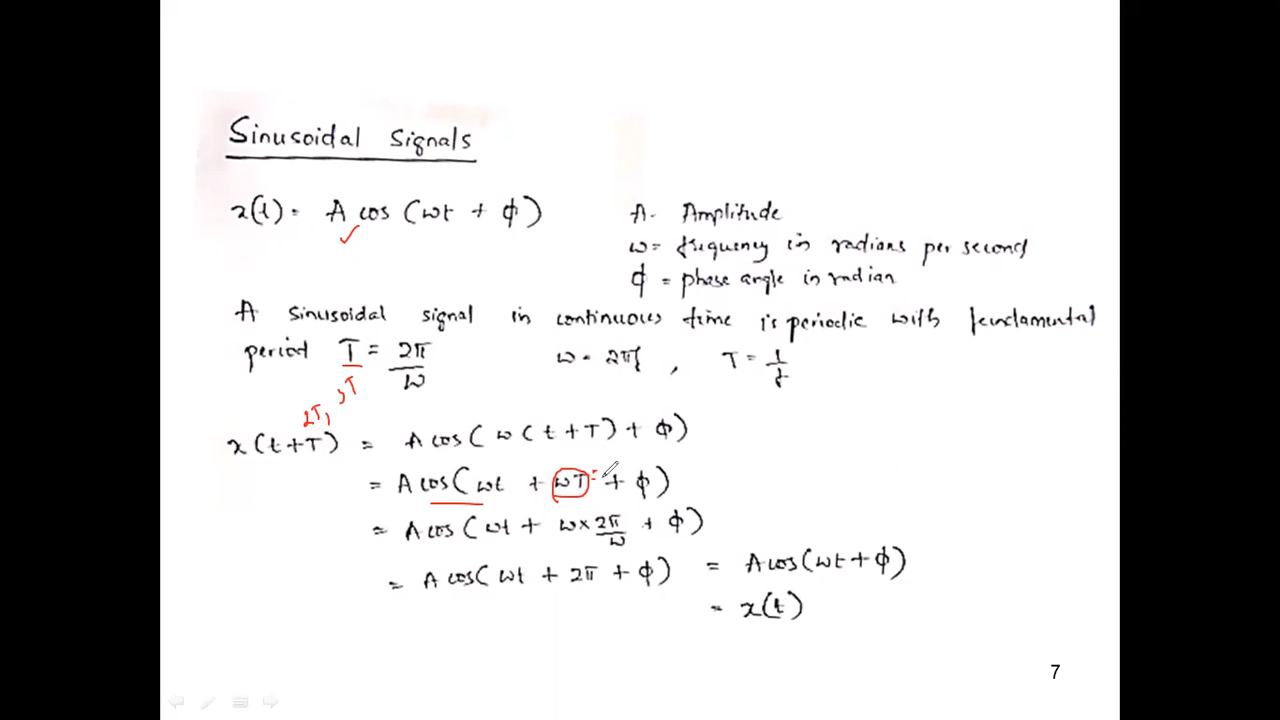 Sinusoidal Signals
x(t) = A cos (ωt + ϕ)
A - Amplitude
ω = frequency in radians per second
ϕ = phase angle in radian
A sinusoidal signal in continuous time is periodic with fundamental
period T = 2π/ω   ω = 2πf , T = 1/f
2T, 3T
x(t+T) = A cos( ω(t+T) + ϕ)
= A cos( ωt + ωT = + ϕ)
= A cos( ωt + ω× 2π/ω + ϕ)
= A cos( ωt + 2π + ϕ) = A cos(ωt + ϕ)
= x(t)
7